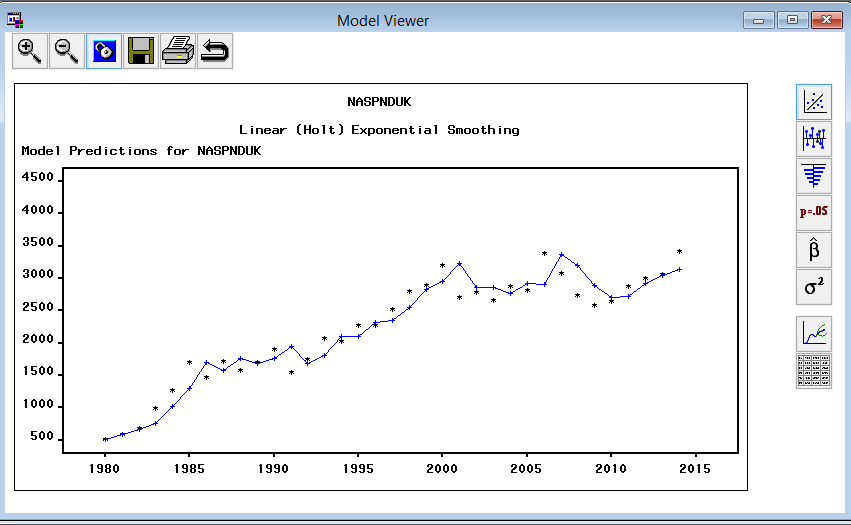 Model Viewer
NASPNDUK
Linear (Holt) Exponential Smoothing
Model Predictions for NASPNDUK
4500
4000
3500
3000
2500
2000
1500
1000
500
1980 1985 1990 1995 2000 2005 2010 2015
p=.05
β̂
σ²